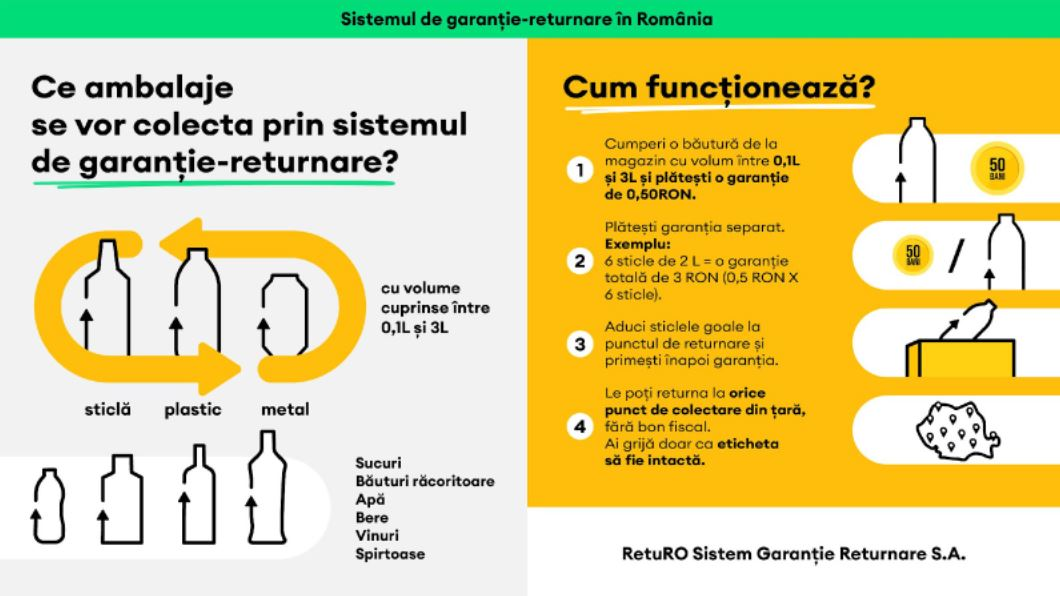 Sistemul de garanție-returnare în România
Ce ambalaje
se vor colecta prin sistemul
de garanție-returnare?
cu volume
cuprinse între
0,1L și 3L
sticlă
plastic
metal
Sucuri
Băuturi răcoritoare
Apă
Bere
Vinuri
Spirtoase
Cum funcționează?
1
Cumperi o băutură de la
magazin cu volum între 0,1L
și 3L și plătești o garanție
de 0,50RON.
50
BANI
2
Plătești garanția separat.
Exemplu:
6 sticle de 2 L = o garanție
totală de 3 RON (0,5 RON X
6 sticle).
50
BANI
/
3
Aduci sticlele goale la
punctul de returnare și
primești înapoi garanția.
4
Le poți returna la orice
punct de colectare din țară,
fără bon fiscal.
Ai grijă doar ca eticheta
să fie intactă.
RetuRO Sistem Garanție Returnare S.A.